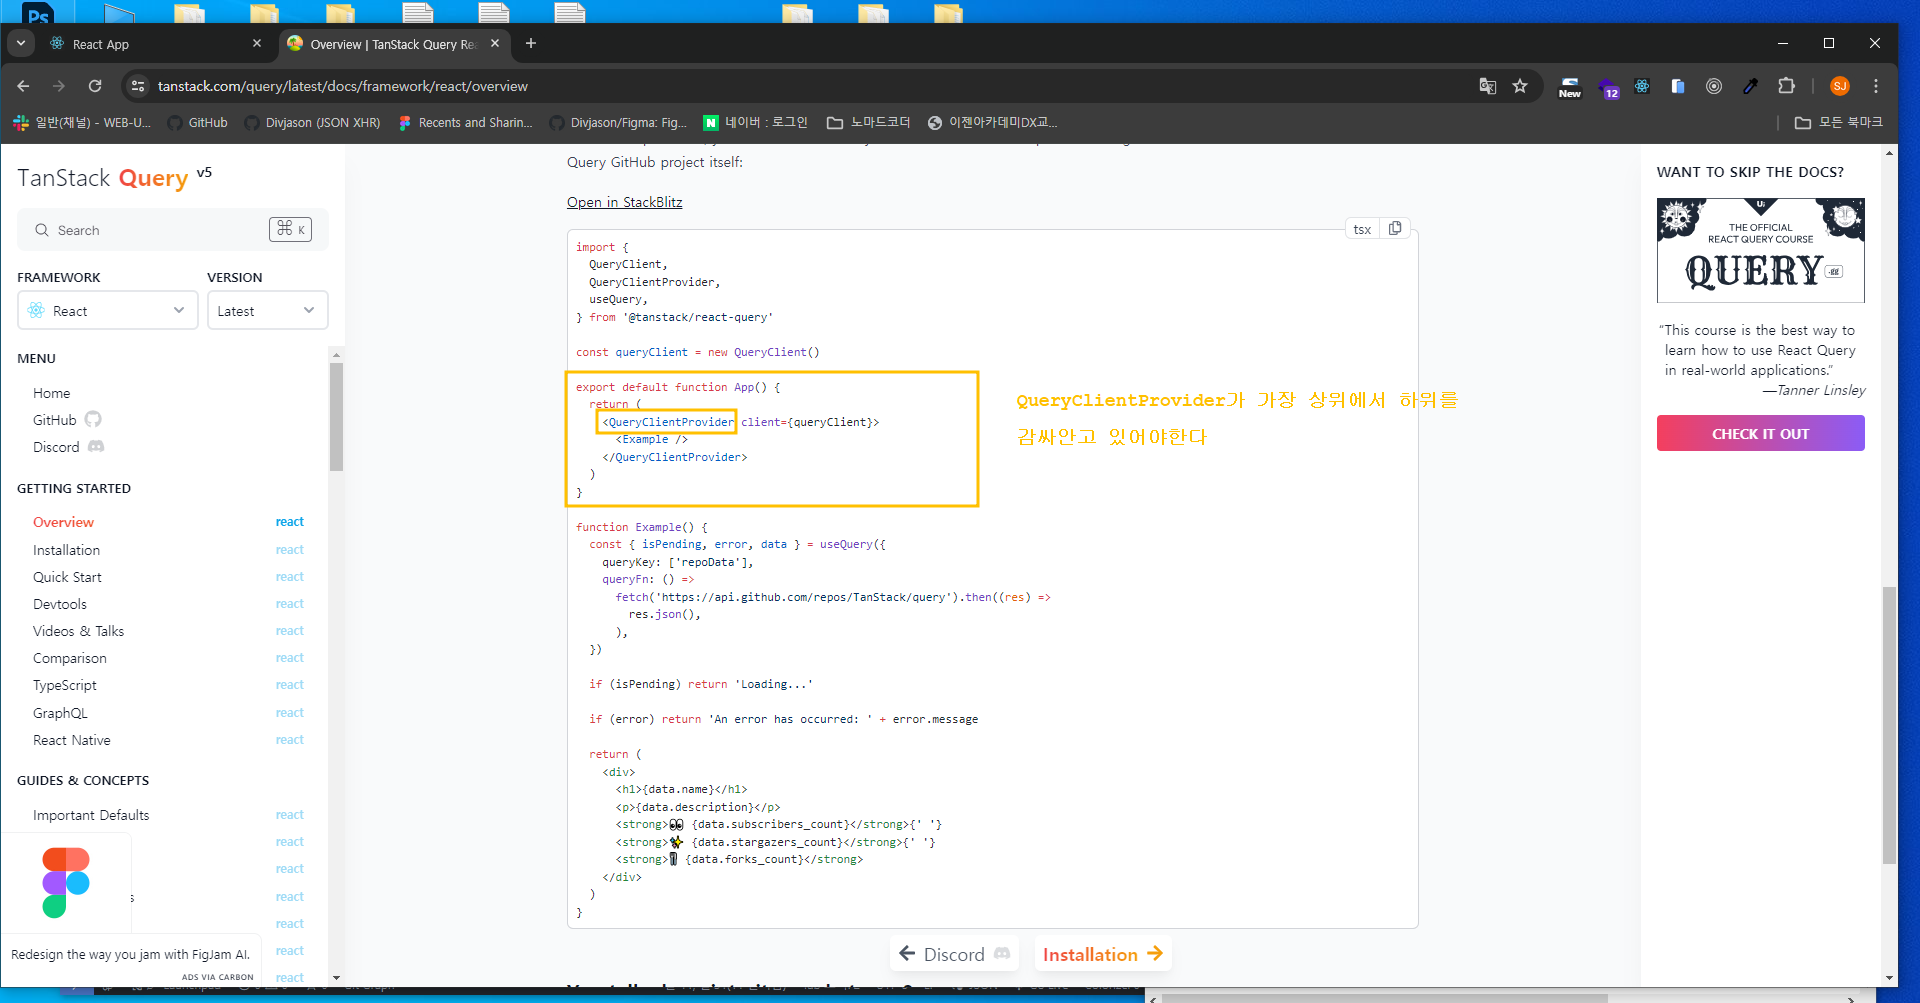 Ps
React App
Overview | TanStack Query Rea
tanstack.com/query/latest/docs/framework/react/overview
New
12
SJ
일반(채널) - WEB-U...
GitHub
Divjason (JSON XHR)
Recents and Sharin...
Divjason/Figma: Fig...
N
네이버 : 로그인
노마드코더
이젠아카데미DX교...
모든 북마크
TanStack Query v5
Search
⌘ K
FRAMEWORK
VERSION
React
Latest
MENU
Home
GitHub
Discord
GETTING STARTED
Overview react
Installation react
Quick Start react
Devtools react
Videos & Talks react
Comparison react
TypeScript react
GraphQL react
React Native react
GUIDES & CONCEPTS
Important Defaults react
react
react
s react
react
react
react
Redesign the way you jam with FigJam AI.
ADS VIA CARBON
Query GitHub project itself:
Open in StackBlitz
tsx
import {
QueryClient,
QueryClientProvider,
useQuery,
} from '@tanstack/react-query'
const queryClient = new QueryClient()
export default function App() {
return (
<QueryClientProvider client={queryClient}>
<Example />
</QueryClientProvider>
)
}
QueryClientProvider가 가장 상위에서 하위를
감싸안고 있어야한다
function Example() {
const { isPending, error, data } = useQuery({
queryKey: ['repoData'],
queryFn: () =>
fetch('https://api.github.com/repos/TanStack/query').then((res) =>
res.json(),
),
})
if (isPending) return 'Loading...'
if (error) return 'An error has occurred: ' + error.message
return (
<div>
<h1>{data.name}</h1>
<p>{data.description}</p>
<strong>👀 {data.subscribers_count}</strong>{' '}
<strong>✨ {data.stargazers_count}</strong>{' '}
<strong>🍴 {data.forks_count}</strong>
</div>
)
}
Discord
Installation
WANT TO SKIP THE DOCS?
Ui
THE OFFICIAL
REACT QUERY COURSE
QUERY .gg
“This course is the best way to
learn how to use React Query
in real-world applications.”
—Tanner Linsley
CHECK IT OUT